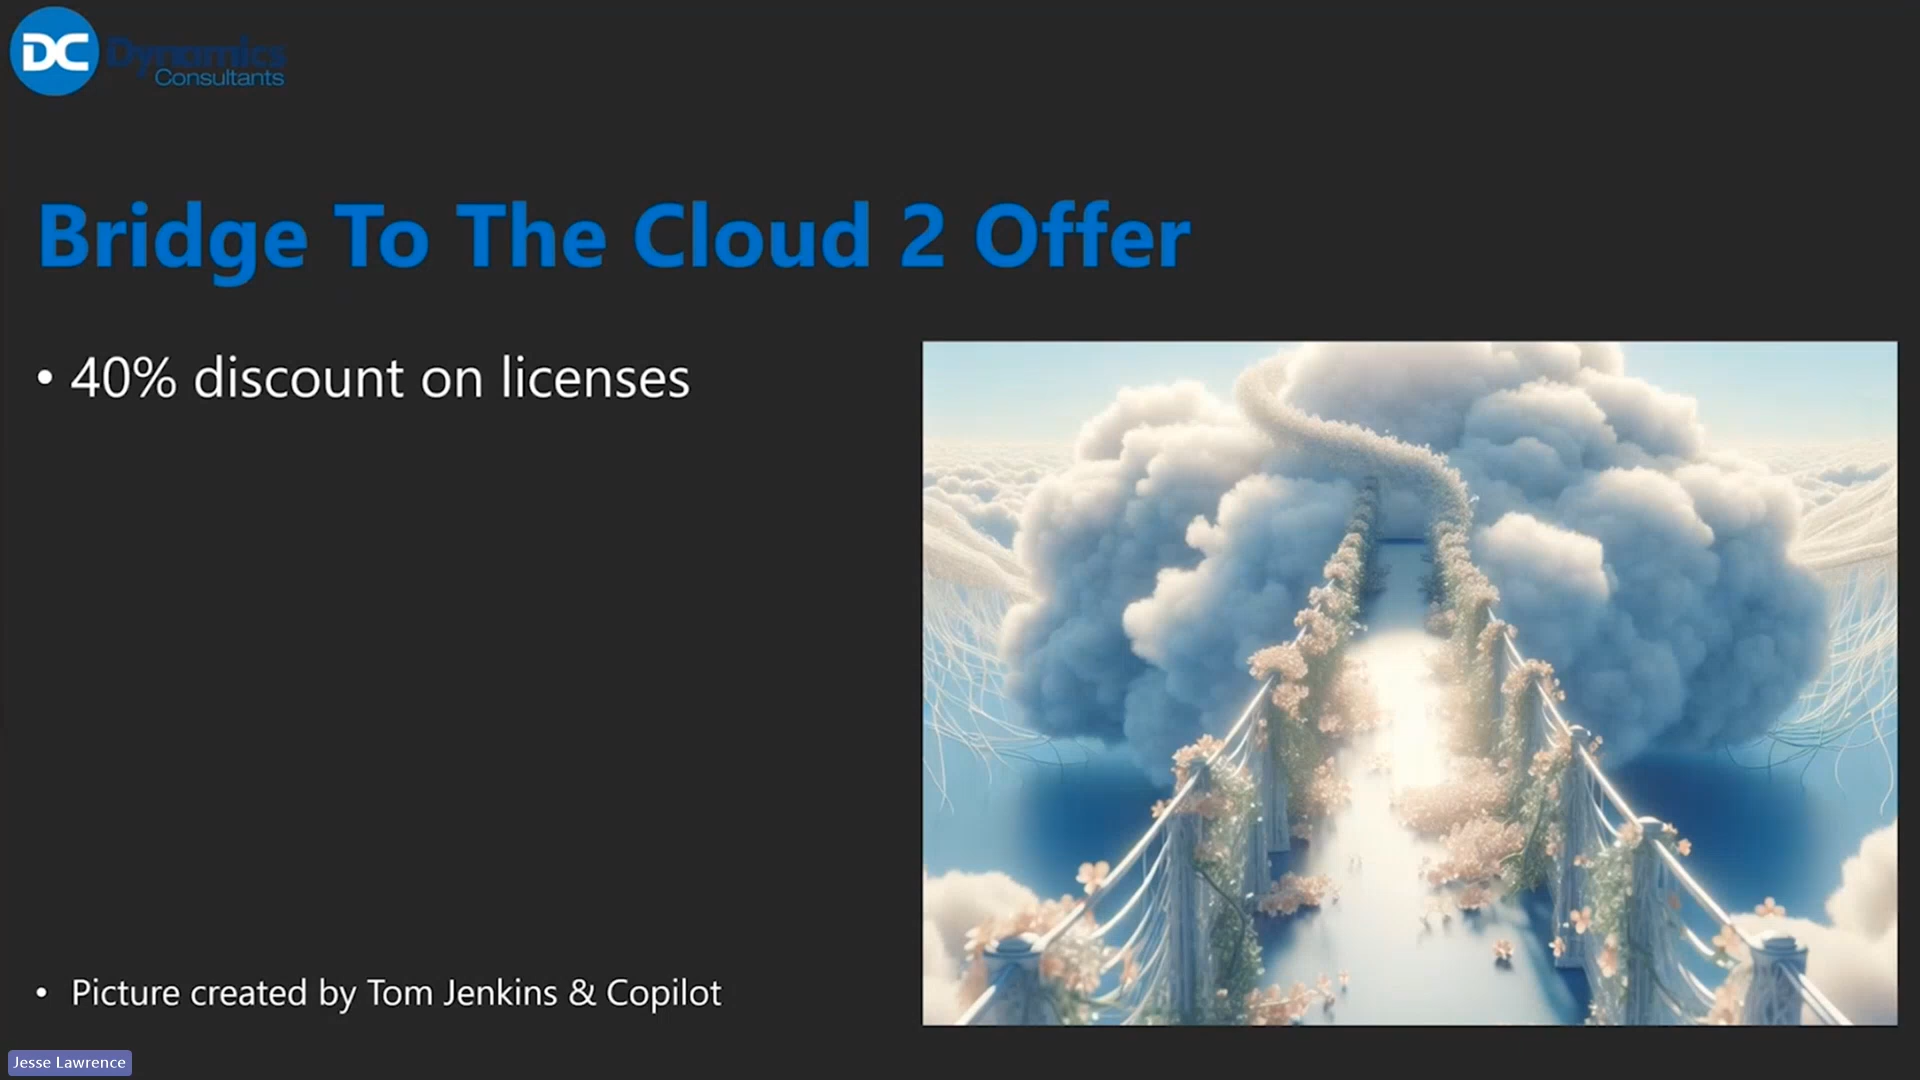 DC Dynamics
Consultants
Bridge To The Cloud 2 Offer
• 40% discount on licenses
• Picture created by Tom Jenkins & Copilot
Jesse Lawrence